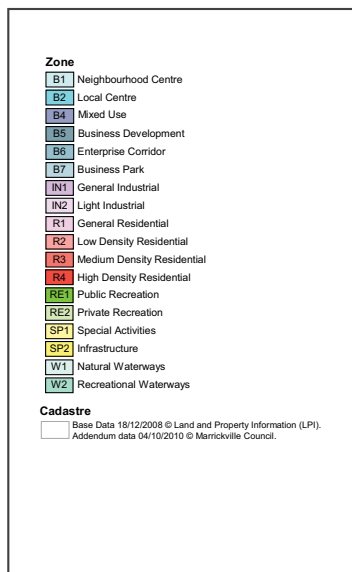 Zone
B1 Neighbourhood Centre
B2 Local Centre
B4 Mixed Use
B5 Business Development
B6 Enterprise Corridor
B7 Business Park
IN1 General Industrial
IN2 Light Industrial
R1 General Residential
R2 Low Density Residential
R3 Medium Density Residential
R4 High Density Residential
RE1 Public Recreation
RE2 Private Recreation
SP1 Special Activities
SP2 Infrastructure
W1 Natural Waterways
W2 Recreational Waterways
Cadastre
Base Data 18/12/2008 © Land and Property Information (LPI).
Addendum data 04/10/2010 © Marrickville Council.